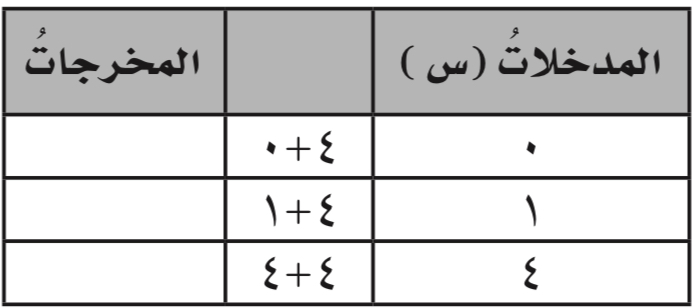 المدخلاتُ (س) المخرجاتُ
٠ ٤+٠
١ ٤+١
٤ ٤+٤